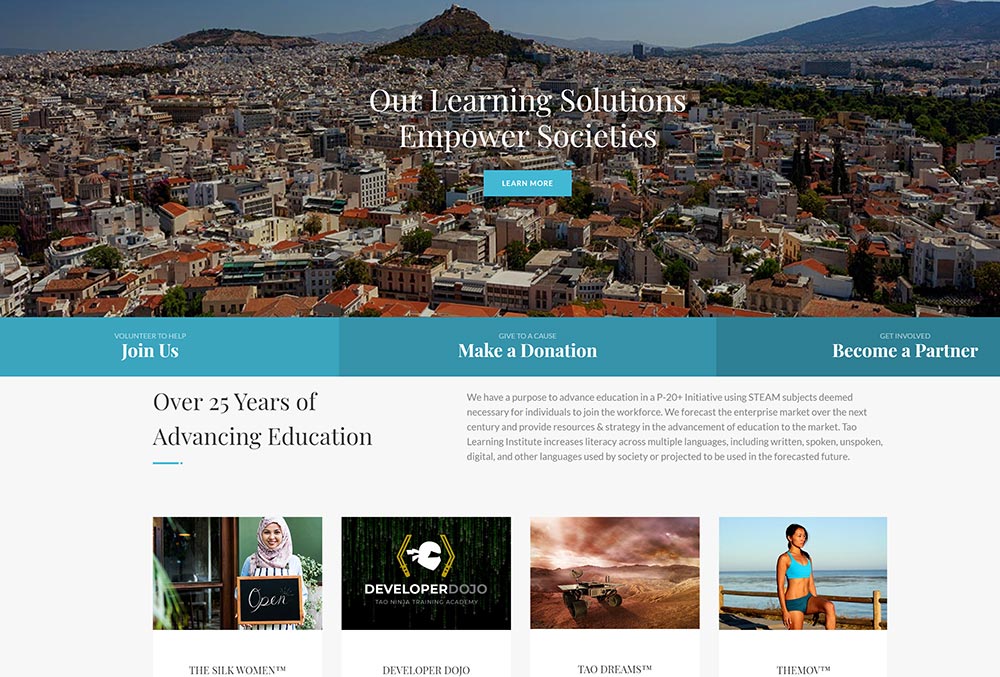 Our Learning Solutions
Empower Societies
LEARN MORE
VOLUNTEER TO HELP
Join Us
GIVE TO A CAUSE
Make a Donation
GET INVOLVED
Become a Partner
Over 25 Years of
Advancing Education
We have a purpose to advance education in a P-20+ Initiative using STEAM subjects deemed
necessary for individuals to join the workforce. We forecast the enterprise market over the next
century and provide resources & strategy in the advancement of education to the market. Tao
Learning Institute increases literacy across multiple languages, including written, spoken, unspoken,
digital, and other languages used by society or projected to be used in the forecasted future.
Open
DEVELOPERDOJO
TAO NINJA TRAINING ACADEMY
THE SILK WOMEN™
DEVELOPER DOJO
TAO DREAMS™
THEMOV™